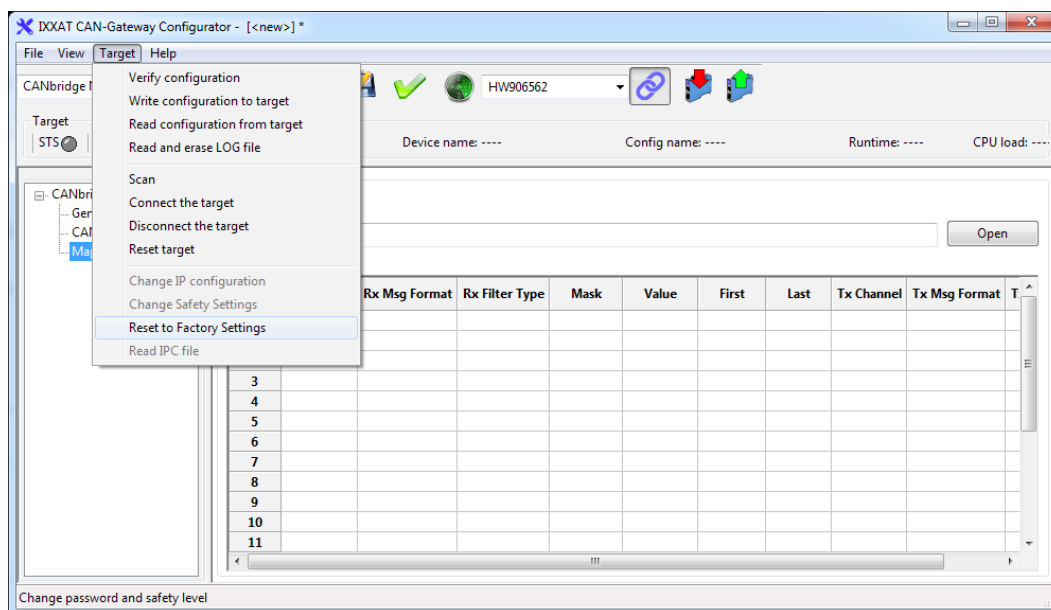 IXXAT CAN-Gateway Configurator - [<new>] *
File View Target Help
CANbridge
HW906562
Target
STS
Device name: ----
Config name: ----
Runtime: ----
CPU load: ----
Verify configuration
Write configuration to target
Read configuration from target
Read and erase LOG file
Scan
Connect the target
Disconnect the target
Reset target
Change IP configuration
Change Safety Settings
Reset to Factory Settings
Read IPC file
Open
Rx Msg Format Rx Filter Type Mask Value First Last Tx Channel Tx Msg Format
3
4
5
6
7
8
9
10
11
Change password and safety level